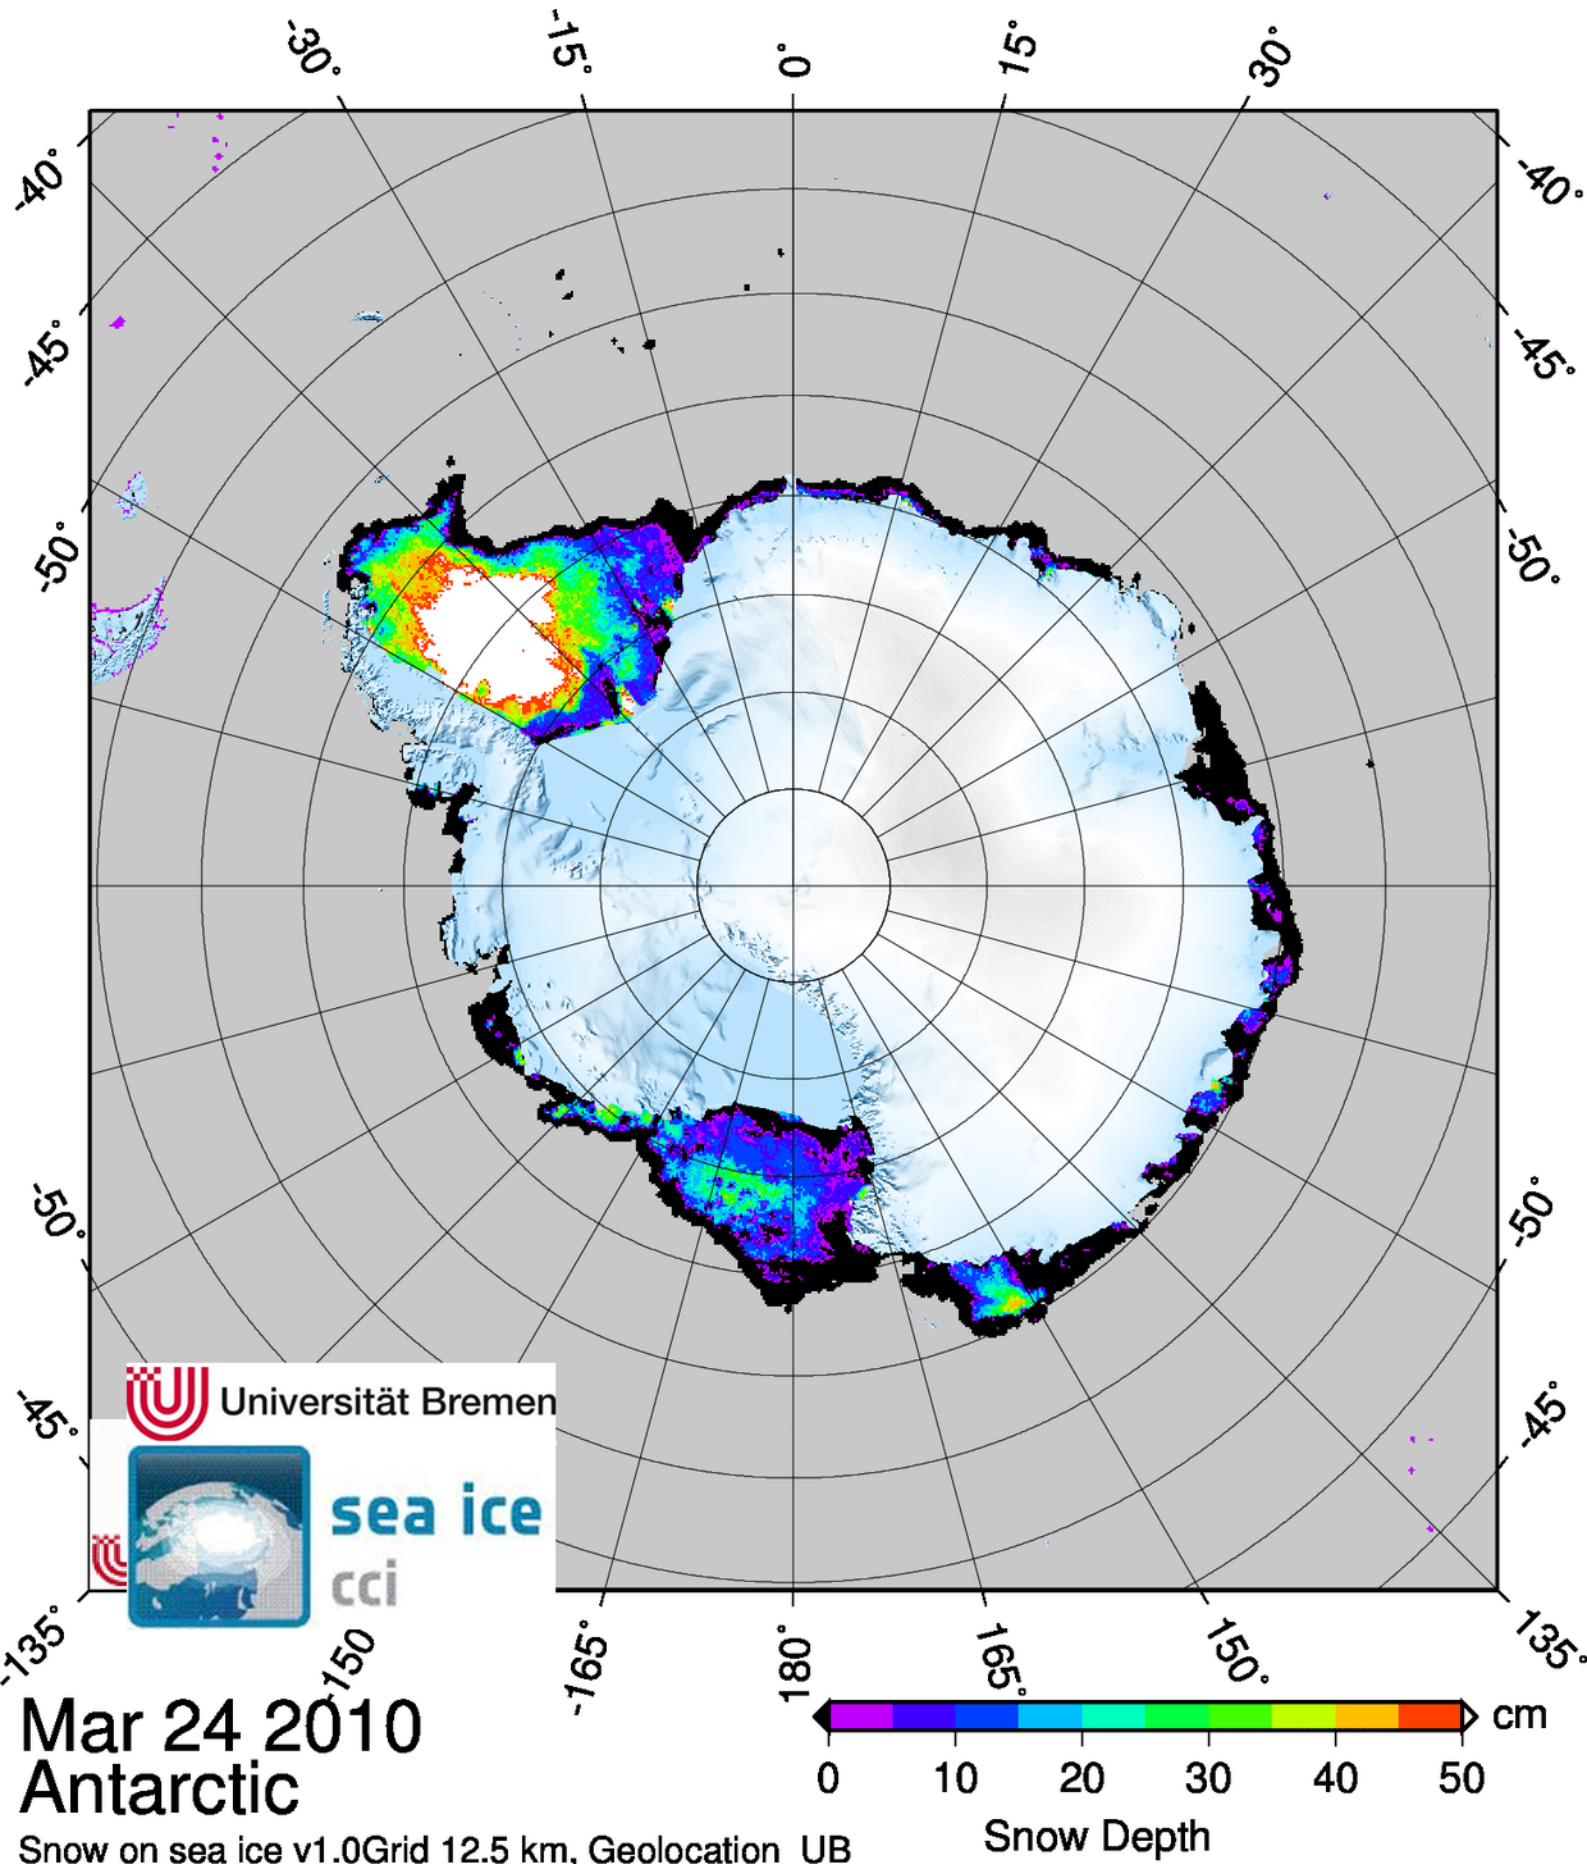 -30°
-15°
0°
15°
30°
-40°
-40°
-45°
-45°
-50°
-50°
-50°
-50°
-45°
-45°
Universität Bremen
sea ice
cci
-135°
-150
-165°
180°
165°
150°
135°
Mar 24 2010
Antarctic
Snow on sea ice v1.0Grid 12.5 km, Geolocation UB
cm
0 10 20 30 40 50
Snow Depth